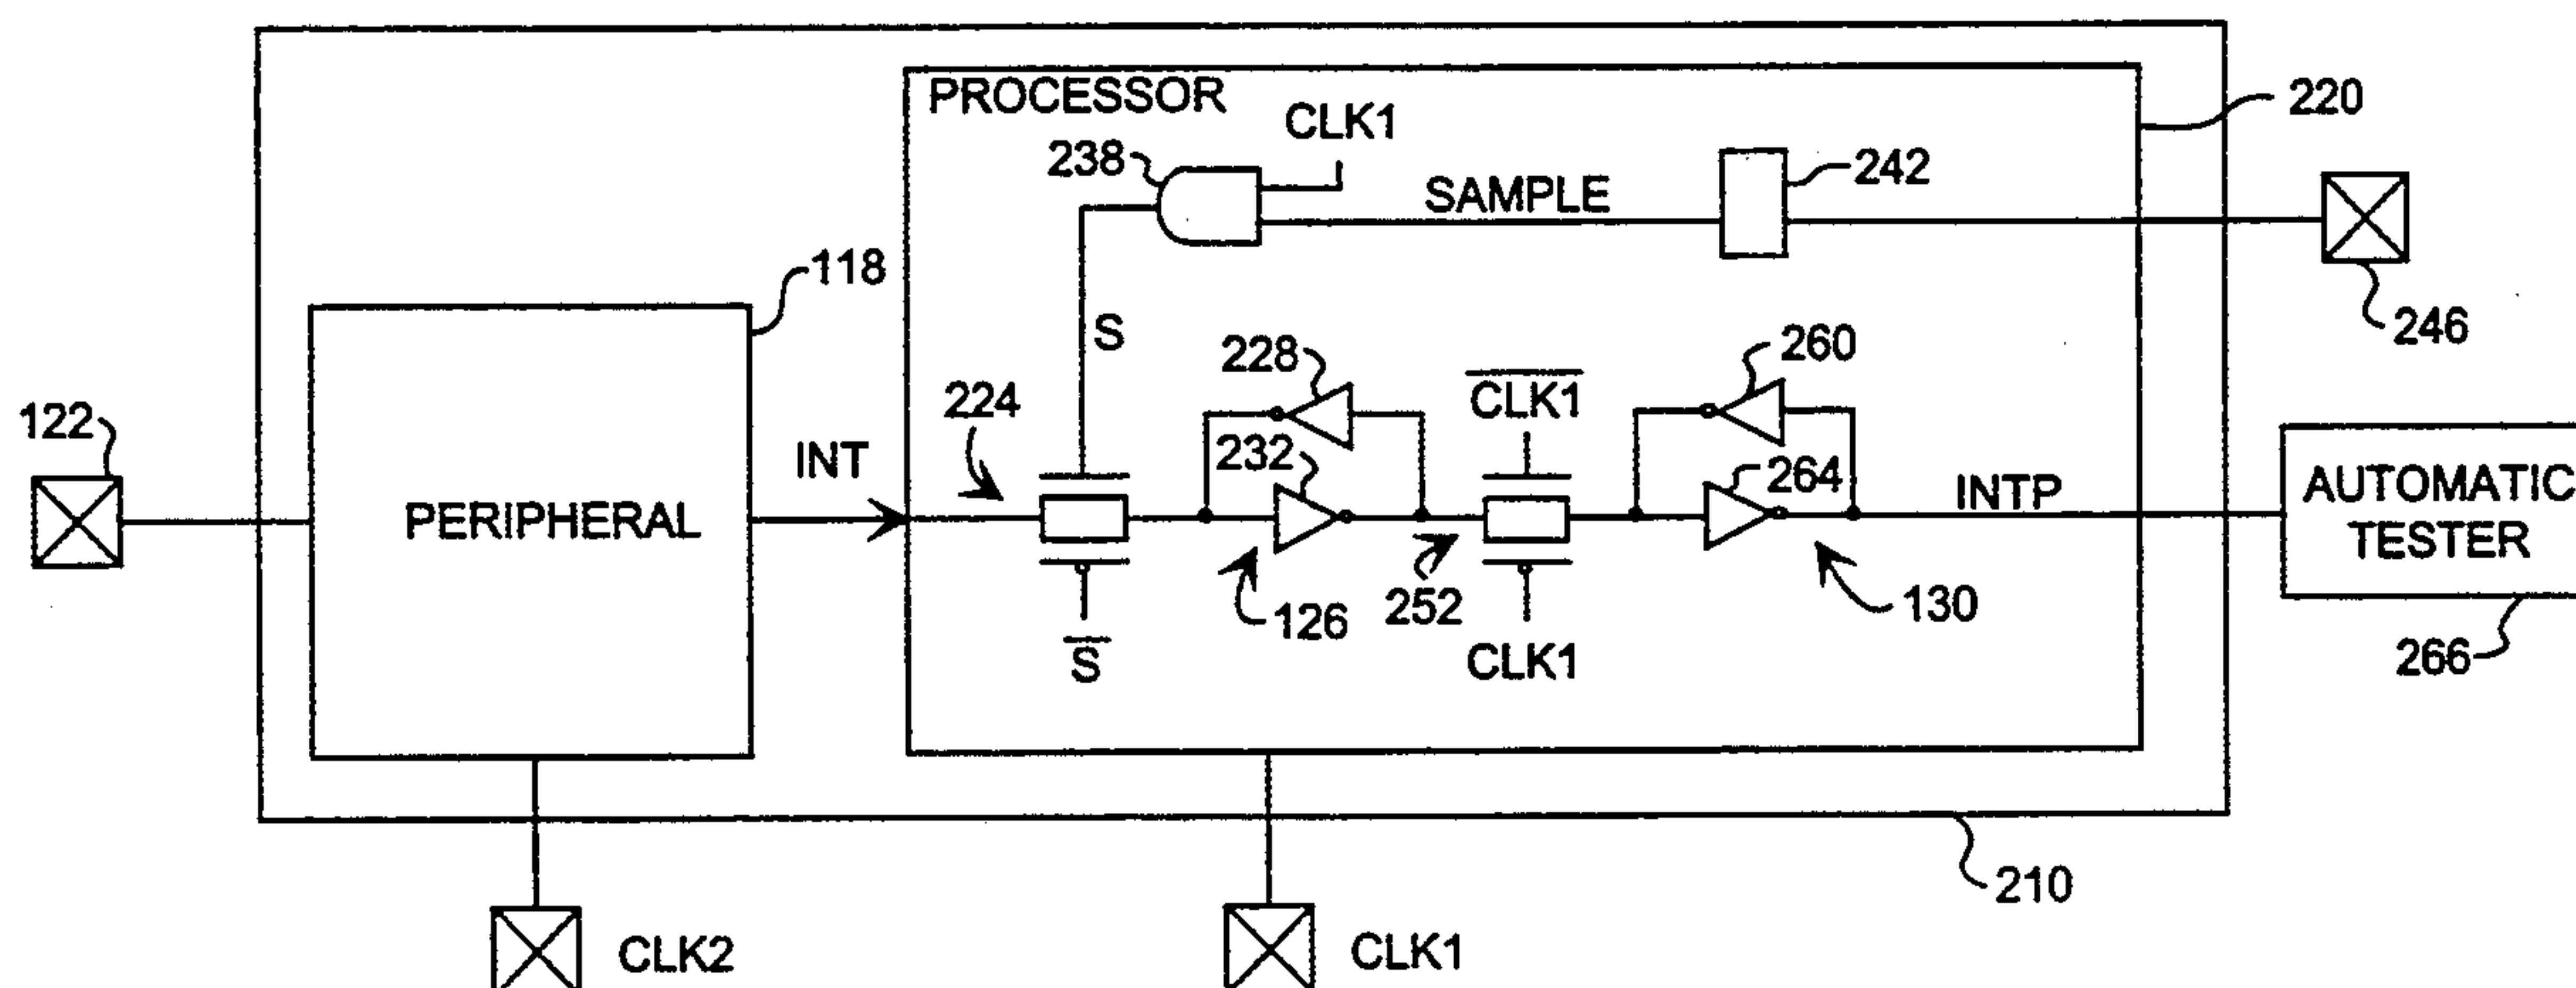 PROCESSOR
CLK1
220
238
242
SAMPLE
118
S
246
228
260
CLK1
224
122
INT
232
264
INTP
PERIPHERAL
AUTOMATIC
TESTER
252
126
130
S
CLK1
266
210
CLK2
CLK1